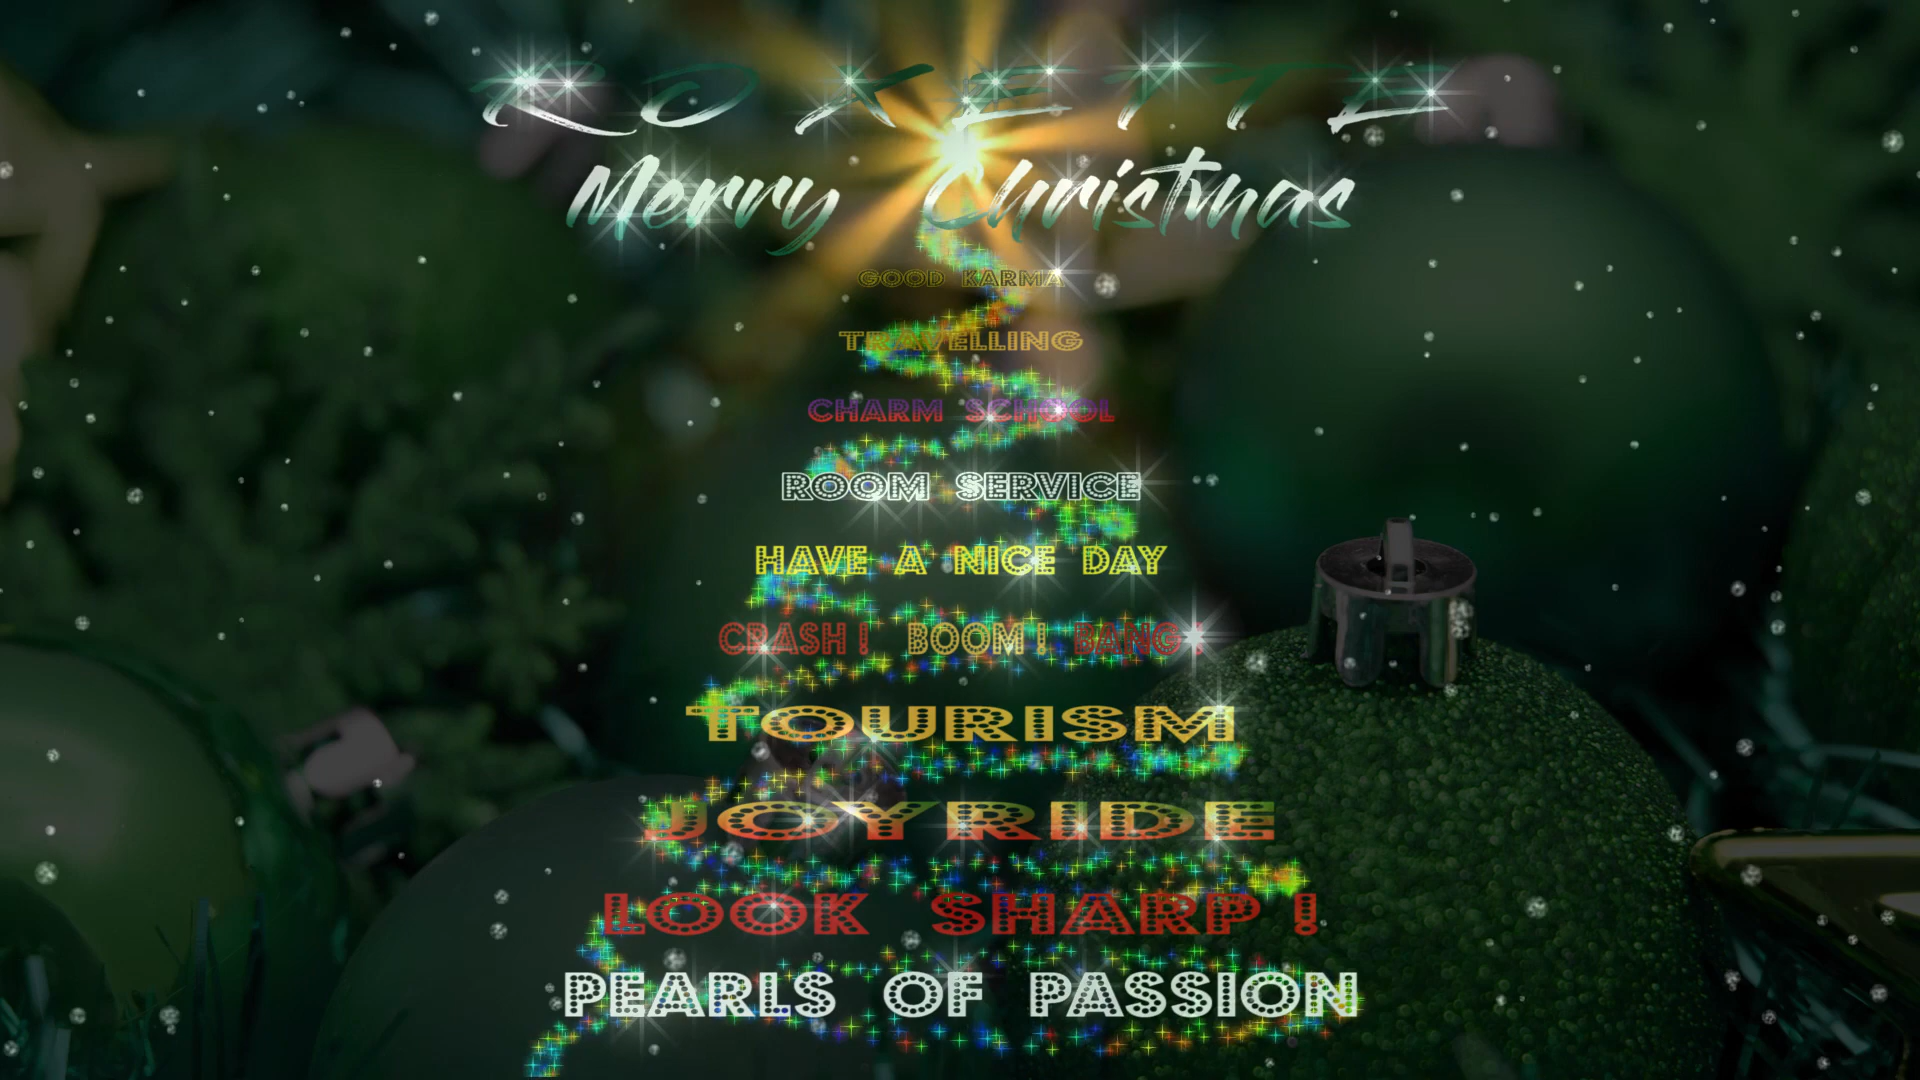 ROXETTE
Merry Christmas
GOOD KARMA
TRAVELLING
CHARM SCHOOL
ROOM SERVICE
HAVE A NICE DAY
CRASH! BOOM! BANG!
TOURISM
JOYRIDE
LOOK SHARP!
PEARLS OF PASSION